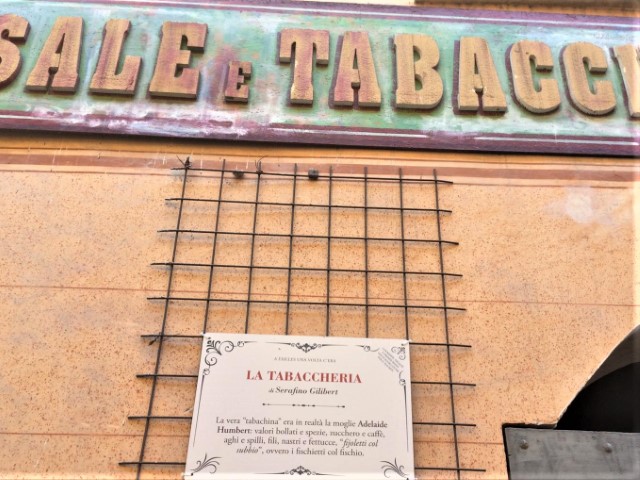 SALE E TABACCHI
LA TABACCHERIA
di Serafino Gilibert
La vera "tabachina" era in realtà la moglie Adelaide
Humbert: valori bollati e spezie, zucchero e caffè,
aghi e spilli, fili, nastri e fettucce, "fioletti col
subbio", ovvero i fischietti col fischio.